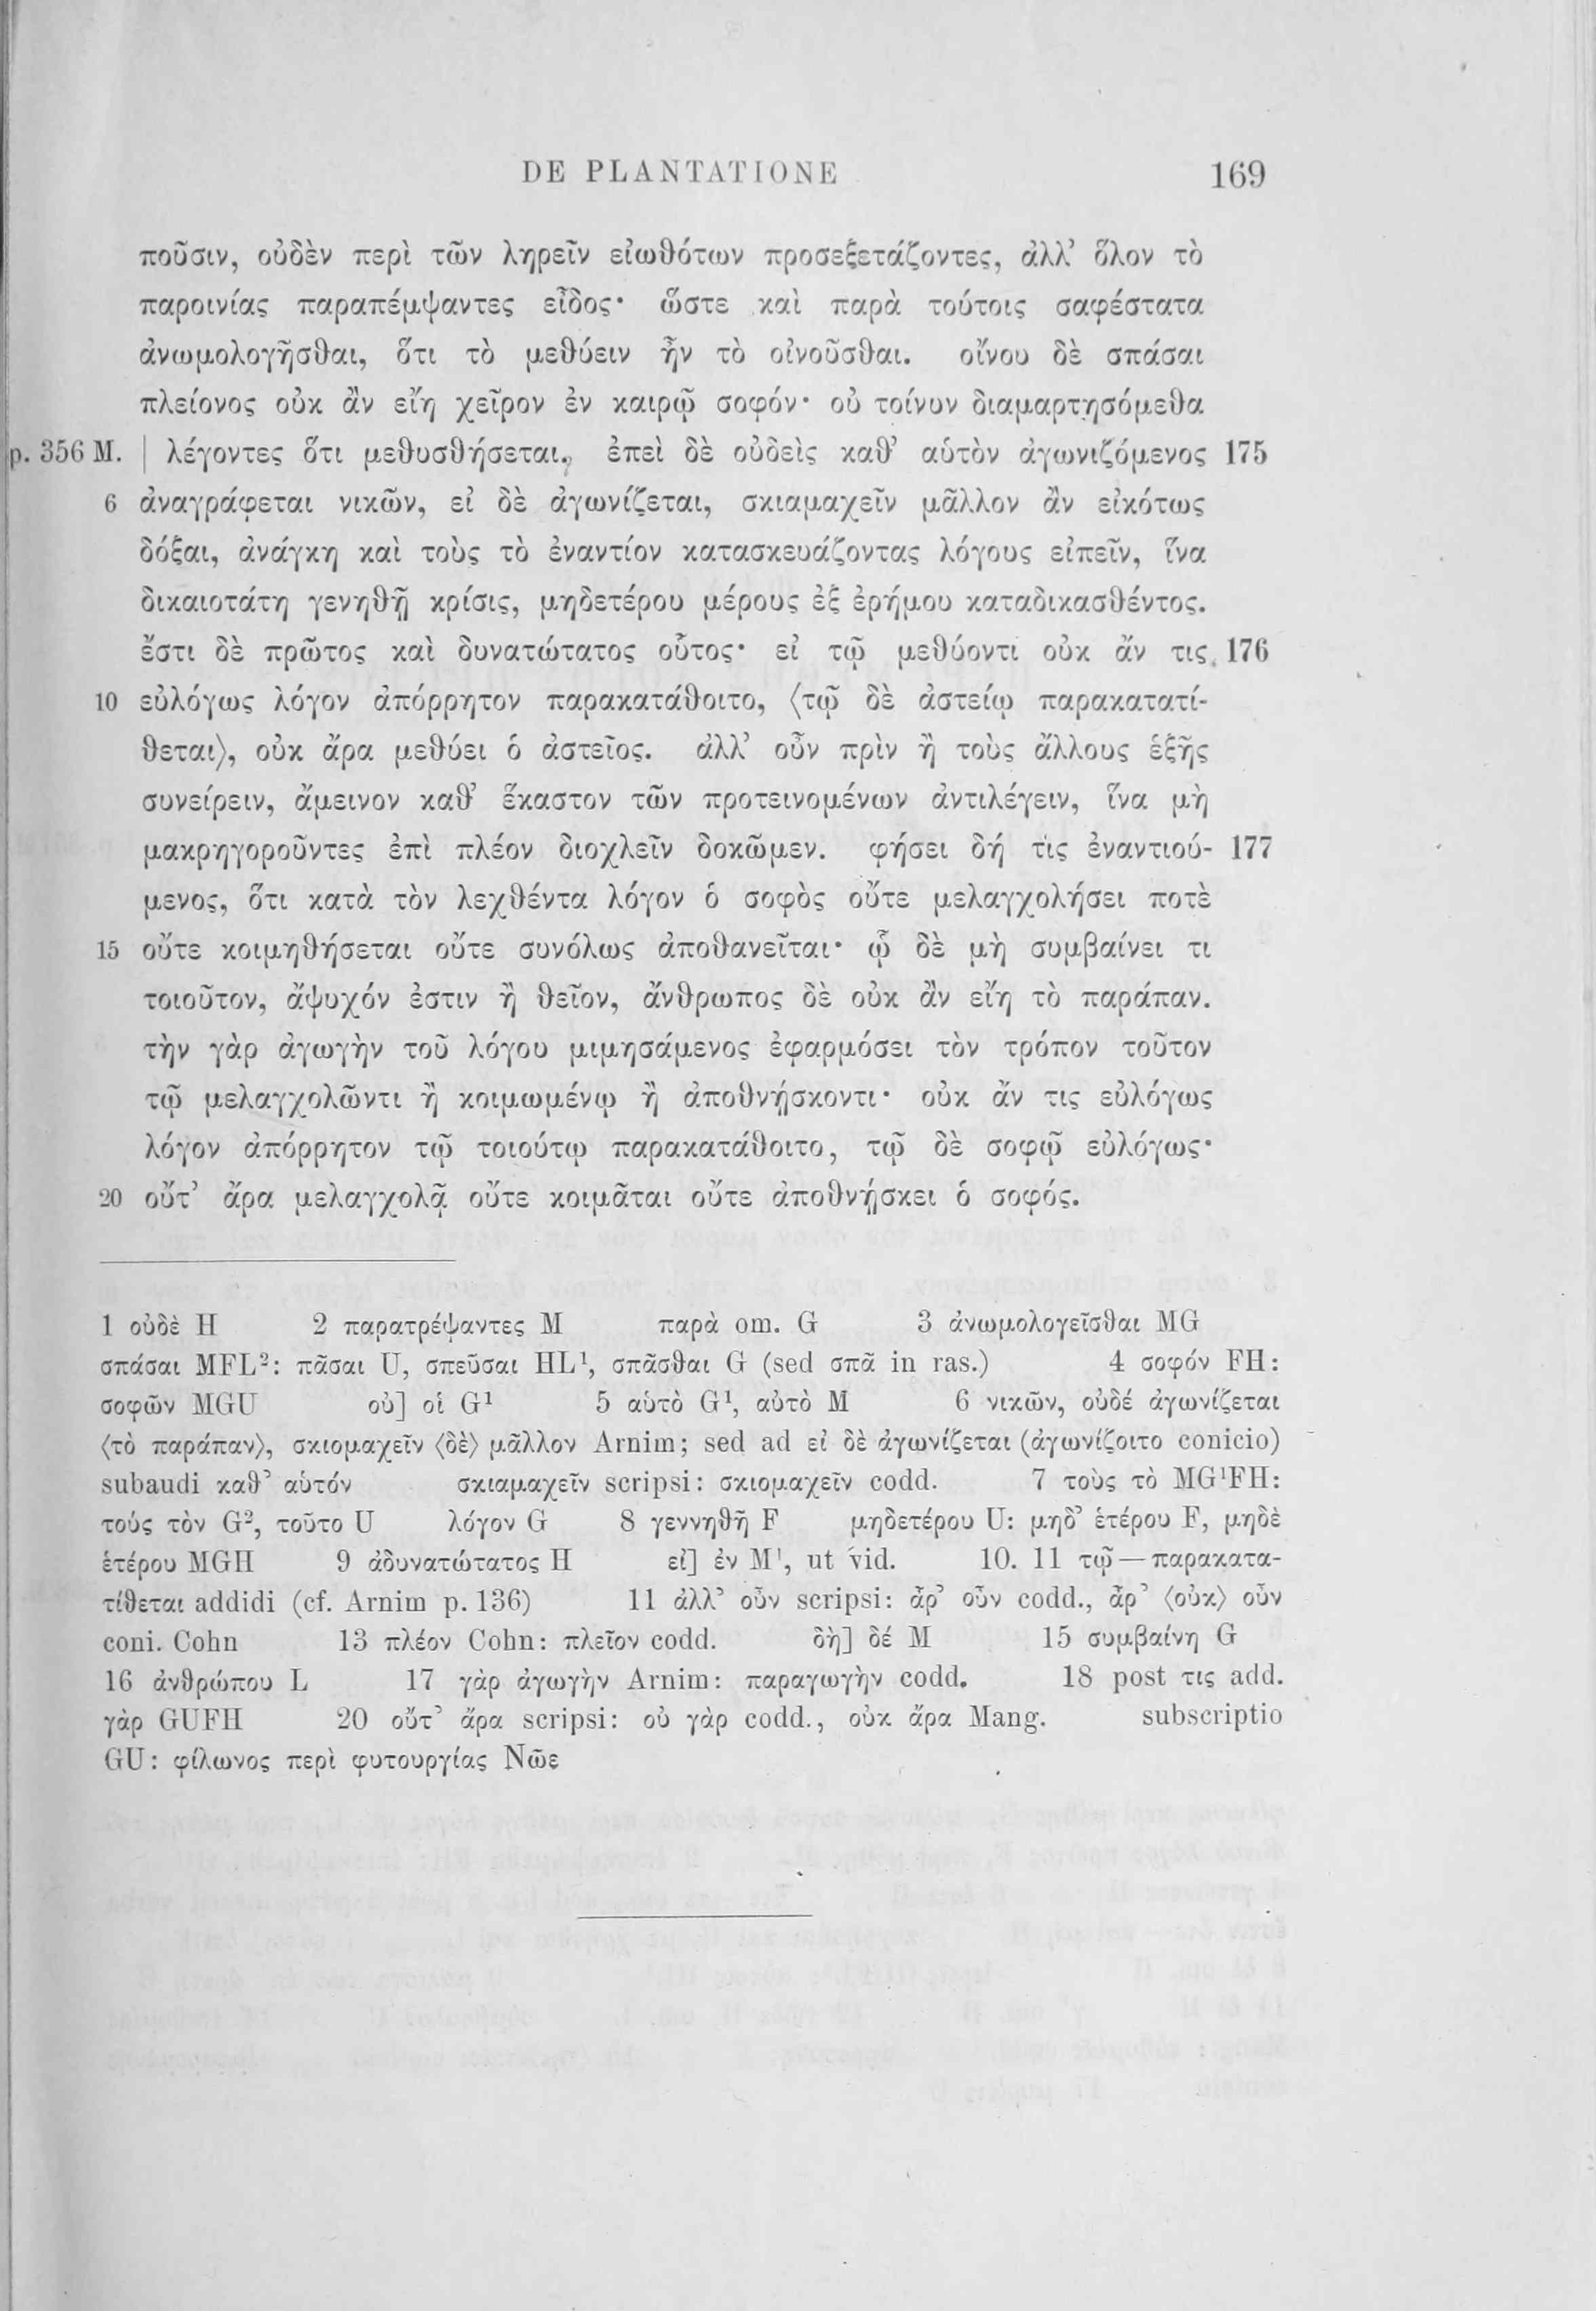 DE PLANTATIONE 169
ποῦσιν, οὐδὲν περὶ τῶν ληρεῖν εἰωθότων προσεξετάζοντες, ἀλλ’ ὅλον τὸ
παροινίας παραπέμψαντες εἶδος· ὥστε καὶ παρὰ τούτοις σαφέστατα
ἀνωμολογῆσθαι, ὅτι τὸ μεθύειν ἦν τὸ οἰνοῦσθαι. οἴνου δὲ σπάσαι
πλείονος οὐκ ἂν εἴη χεῖρον ἐν καιρῷ σοφόν· οὐ τοίνυν διαμαρτησόμεθα
p. 356 M. | λέγοντες ὅτι μεθυσθήσεται. ἐπεὶ δὲ οὐδεὶς καθ’ αὑτὸν ἀγωνιζόμενος 175
6 ἀναγράφεται νικῶν, εἰ δὲ ἀγωνίζεται, σκιαμαχεῖν μᾶλλον ἂν εἰκότως
δόξαι, ἀνάγκη καὶ τοὺς τὸ ἐναντίον κατασκευάζοντας λόγους εἰπεῖν, ἵνα
δικαιοτάτη γενηθῇ κρίσις, μηδετέρου μέρους ἐξ ἐρήμου καταδικασθέντος.
ἔστι δὲ πρῶτος καὶ δυνατώτατος οὗτος· εἰ τῷ μεθύοντι οὐκ ἄν τις 176
10 εὐλόγως λόγον ἀπόρρητον παρακατάθοιτο, ⟨τῷ δὲ ἀστείῳ παρακατατί-
θεται⟩, οὐκ ἄρα μεθύει ὁ ἀστεῖος. ἀλλ’ οὖν πρὶν ἢ τοὺς ἄλλους ἑξῆς
συνείρειν, ἄμεινον καθ’ ἕκαστον τῶν προτεινομένων ἀντιλέγειν, ἵνα μὴ
μακρηγοροῦντες ἐπὶ πλέον διοχλεῖν δοκῶμεν. φήσει δή τις ἐναντιού- 177
μενος, ὅτι κατὰ τὸν λεχθέντα λόγον ὁ σοφὸς οὔτε μελαγχολήσει ποτὲ
15 οὔτε κοιμηθήσεται οὔτε συνόλως ἀποθανεῖται· ᾧ δὲ μὴ συμβαίνει τι
τοιοῦτον, ἄψυχόν ἐστιν ἢ θεῖον, ἄνθρωπος δὲ οὐκ ἂν εἴη τὸ παράπαν.
τὴν γὰρ ἀγωγὴν τοῦ λόγου μιμησάμενος ἐφαρμόσει τὸν τρόπον τοῦτον
τῷ μελαγχολῶντι ἢ κοιμωμένῳ ἢ ἀποθνῄσκοντι· οὐκ ἄν τις εὐλόγως
λόγον ἀπόρρητον τῷ τοιούτῳ παρακατάθοιτο, τῷ δὲ σοφῷ εὐλόγως·
20 οὔτ’ ἄρα μελαγχολᾷ οὔτε κοιμᾶται οὔτε ἀποθνῄσκει ὁ σοφός.
1 οὐδὲ H 2 παρατρέψαντες M παρὰ om. G 3 ἀνωμολογεῖσθαι MG
σπάσαι MFL²: πᾶσαι U, σπεῦσαι HL¹, σπᾶσθαι G (sed σπᾶ in ras.) 4 σοφόν FH:
σοφῶν MGU οὐ] οἱ G¹ 5 αὑτὸ G¹, αὐτὸ M 6 νικῶν, οὐδέ ἀγωνίζεται
⟨τὸ παράπαν⟩, σκιομαχεῖν ⟨δὲ⟩ μᾶλλον Arnim; sed ad εἰ δὲ ἀγωνίζεται (ἀγωνίζοιτο conicio)
subaudi καθ’ αὑτόν σκιαμαχεῖν scripsi: σκιομαχεῖν codd. 7 τοὺς τὸ MG¹FH:
τούς τὸν G², τοῦτο U λόγον G 8 γεννηθῆ F μηδετέρου U: μηδ’ ἑτέρου F, μηδὲ
ἑτέρου MGH 9 ἀδυνατώτατος H εἰ] ἐν M¹, ut vid. 10. 11 τῷ — παρακατα-
τίθεται addidi (cf. Arnim p. 136) 11 ἀλλ’ οὖν scripsi: ἆρ’ οὖν codd., ἆρ’ ⟨οὐκ⟩ οὖν
coni. Cohn 13 πλέον Cohn: πλεῖον codd. δὴ] δέ M 15 συμβαίνη G
16 ἀνθρώπου L 17 γὰρ ἀγωγὴν Arnim: παραγωγὴν codd. 18 post τις add.
γὰρ GUFH 20 οὔτ’ ἄρα scripsi: οὐ γὰρ codd., οὐκ ἄρα Mang. subscriptio
GU: φίλωνος περὶ φυτουργίας Νῶε